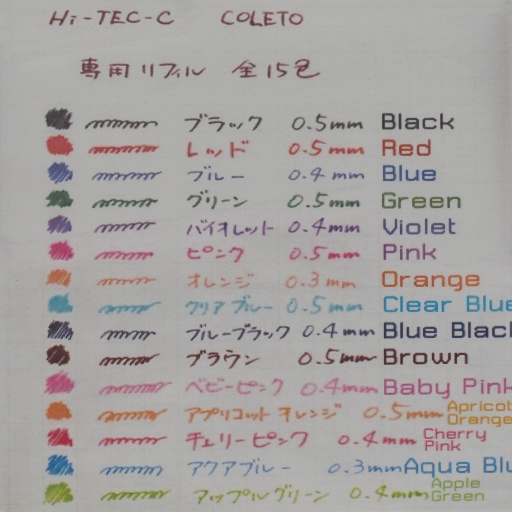 Hi-TEC-C COLETO
専用リフィル 全15色
ブラック 0.5mm Black
レッド 0.5mm Red
ブルー 0.4mm Blue
グリーン 0.5mm Green
バイオレット 0.4mm Violet
ピンク 0.5mm Pink
オレンジ 0.3mm Orange
クリアブルー 0.5mm Clear Blue
ブルーブラック 0.4mm Blue Black
ブラウン 0.5mm Brown
ベビーピンク 0.4mm Baby Pink
アプリコットオレンジ 0.5mm Apricot Orange
チェリーピンク 0.4mm Cherry Pink
アクアブルー 0.3mm Aqua Blu
アップルグリーン 0.4mm Apple Green